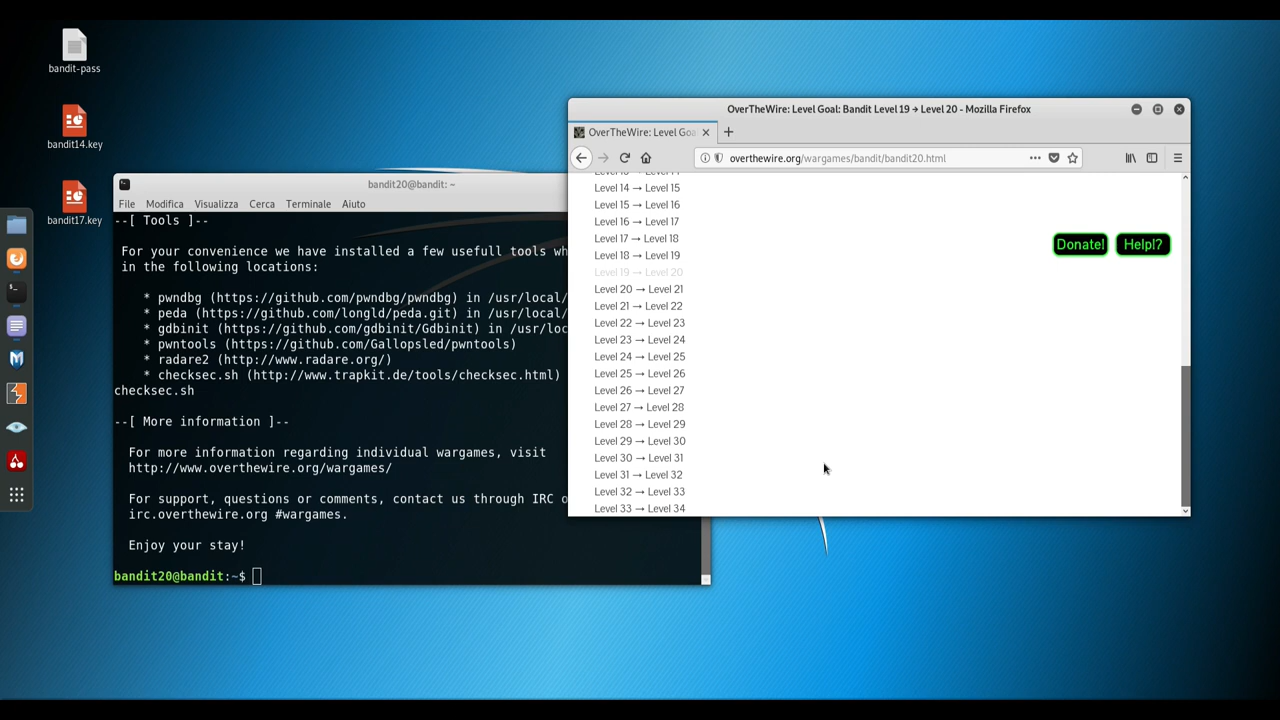 bandit-pass
bandit14.key
bandit17.key
bandit20@bandit: ~
File Modifica Visualizza Cerca Terminale Aiuto
--[ Tools ]--
For your convenience we have installed a few usefull tools wh
in the following locations:
* pwndbg (https://github.com/pwndbg/pwndbg) in /usr/local/
* peda (https://github.com/longld/peda.git) in /usr/local/
* gdbinit (https://github.com/gdbinit/Gdbinit) in /usr/loc
* pwntools (https://github.com/Gallopsled/pwntools)
* radare2 (http://www.radare.org/)
* checksec.sh (http://www.trapkit.de/tools/checksec.html)
checksec.sh
--[ More information ]--
For more information regarding individual wargames, visit
http://www.overthewire.org/wargames/
For support, questions or comments, contact us through IRC o
irc.overthewire.org #wargames.
Enjoy your stay!
bandit20@bandit:~$
OverTheWire: Level Goal: Bandit Level 19 → Level 20 - Mozilla Firefox
OverTheWire: Level Goa
overthewire.org/wargames/bandit/bandit20.html
Level 14 → Level 15
Level 15 → Level 16
Level 16 → Level 17
Level 17 → Level 18
Level 18 → Level 19
Level 19 → Level 20
Level 20 → Level 21
Level 21 → Level 22
Level 22 → Level 23
Level 23 → Level 24
Level 24 → Level 25
Level 25 → Level 26
Level 26 → Level 27
Level 27 → Level 28
Level 28 → Level 29
Level 29 → Level 30
Level 30 → Level 31
Level 31 → Level 32
Level 32 → Level 33
Level 33 → Level 34
Donate! Help!?